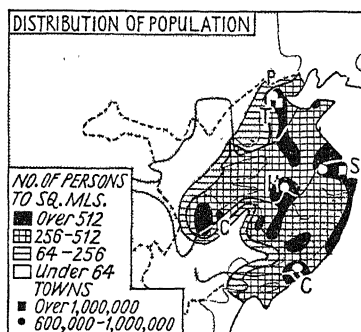 DISTRIBUTION OF POPULATION
P
T
S
H
C
C
NO. OF PERSONS
TO SQ. MLS.
Over 512
256-512
64-256
Under 64
TOWNS
Over 1,000,000
600,000-1,000,000